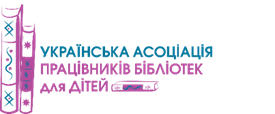 УКРАЇНСЬКА АСОЦІАЦІЯ
ПРАЦІВНИКІВ БІБЛІОТЕК
для ДІТЕЙ